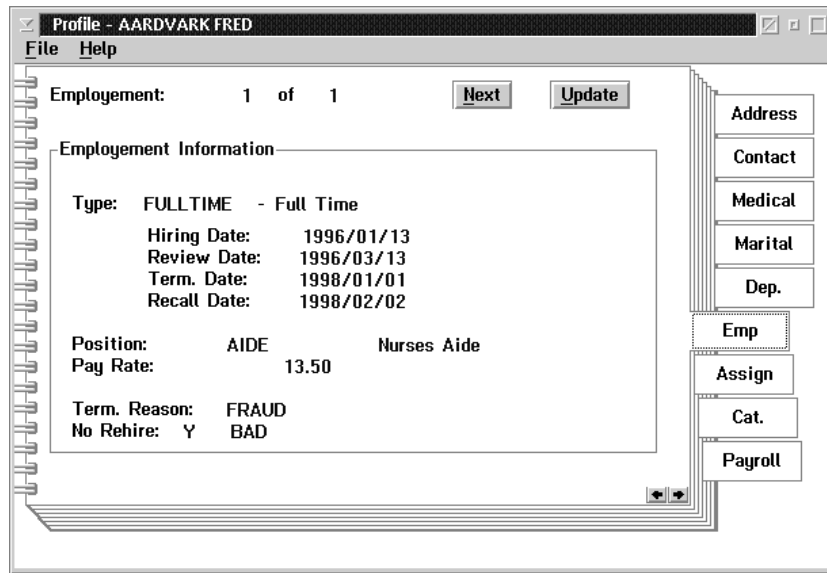 Profile - AARDVARK FRED
File Help
Employement: 1 of 1 Next Update
Employement Information
Type: FULLTIME - Full Time
Hiring Date: 1996/01/13
Review Date: 1996/03/13
Term. Date: 1998/01/01
Recall Date: 1998/02/02
Position: AIDE Nurses Aide
Pay Rate: 13.50
Term. Reason: FRAUD
No Rehire: Y BAD
Address
Contact
Medical
Marital
Dep.
Emp
Assign
Cat.
Payroll